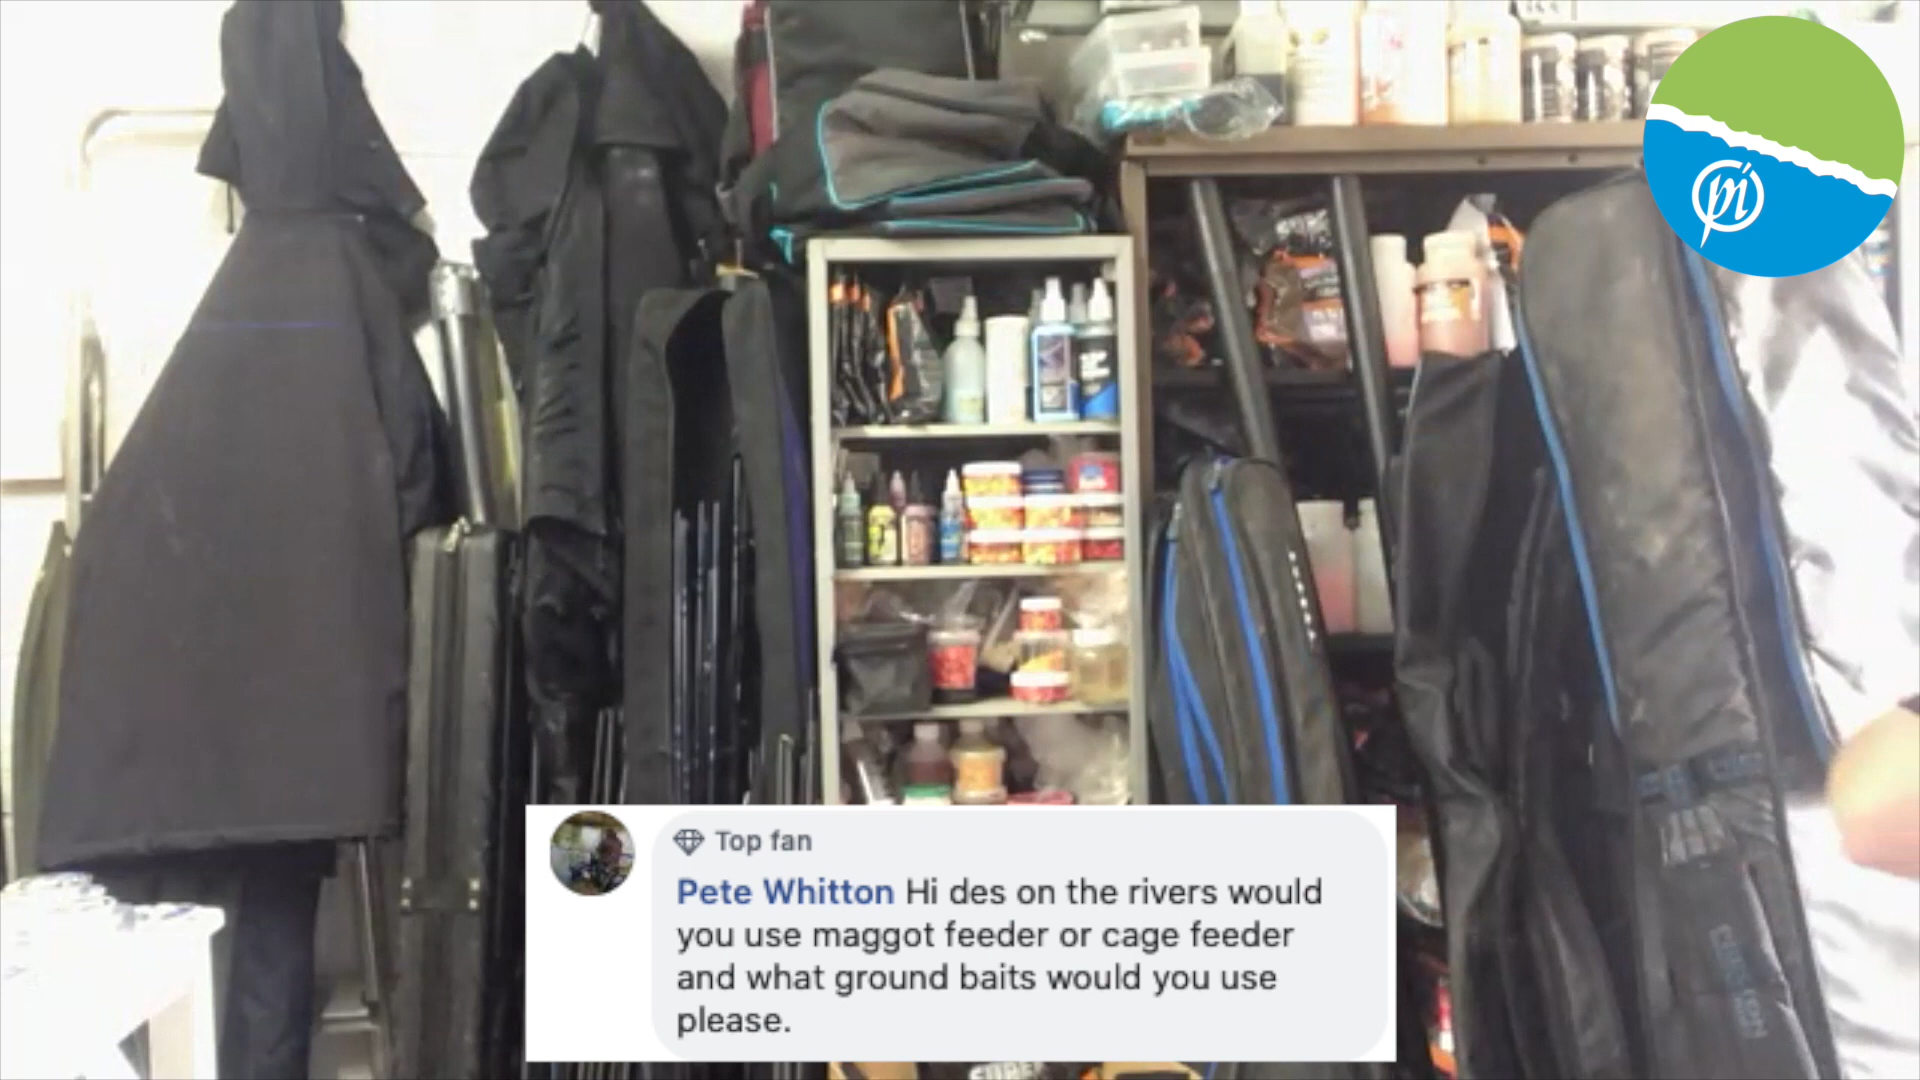 pi
Top fan
Pete Whitton Hi des on the rivers would
you use maggot feeder or cage feeder
and what ground baits would you use
please.